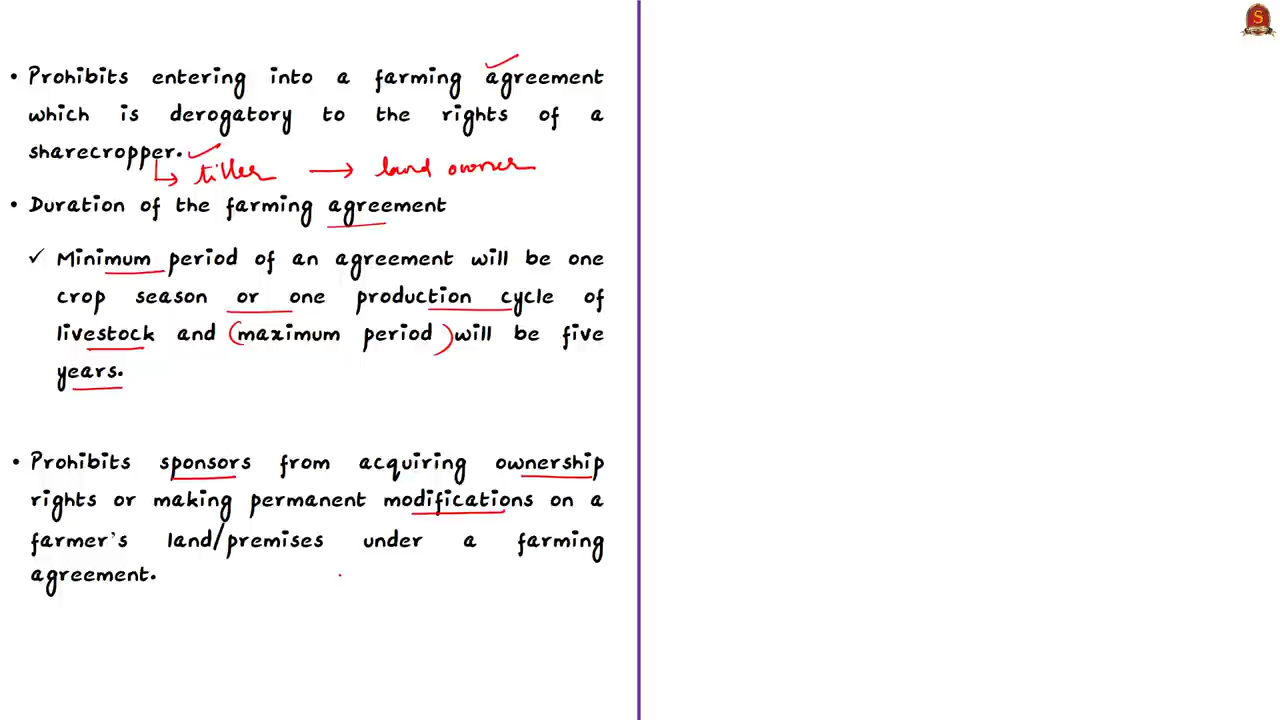 • Prohibits entering into a farming agreement
which is derogatory to the rights of a
sharecropper.
tiller → land owner
• Duration of the farming agreement
✓ Minimum period of an agreement will be one
crop season or one production cycle of
livestock and (maximum period) will be five
years.
• Prohibits sponsors from acquiring ownership
rights or making permanent modifications on a
farmer's land/premises under a farming
agreement.
S